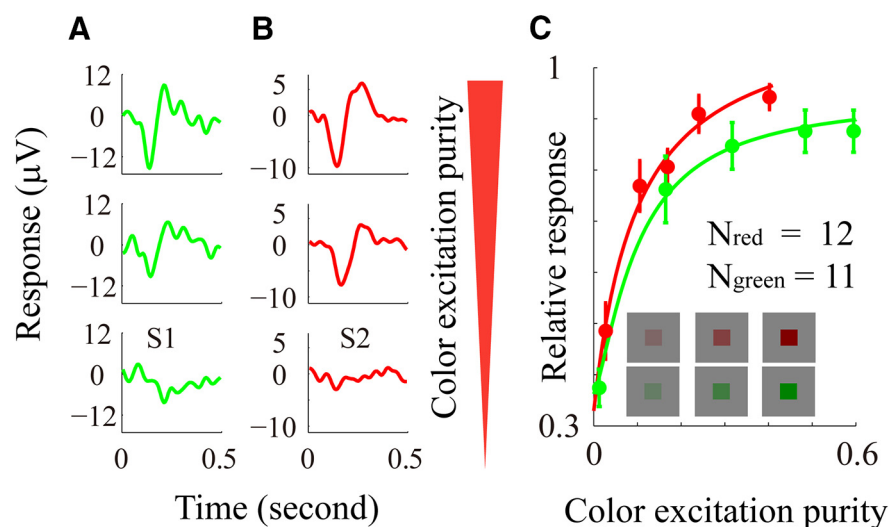 A
B
C
Response (μV)
12
0
−12
12
0
−12
S1
12
0
−12
0
0.5
5
0
−10
5
0
−10
S2
5
0
−10
0
0.5
Time (second)
Color excitation purity
Relative response
1
0.3
Nred = 12
Ngreen = 11
0
0.6
Color excitation purity